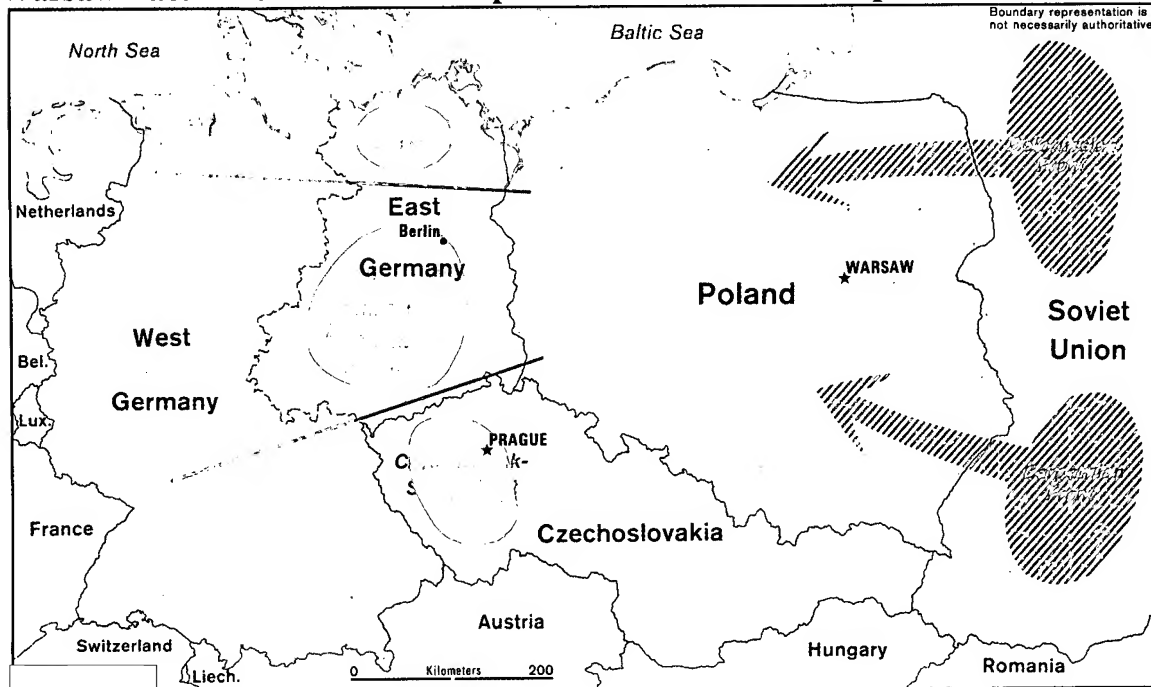 Boundary representation is
not necessarily authoritative
North Sea
Baltic Sea
Netherlands
East
Berlin
Germany
WARSAW
Poland
Soviet
Union
West
Germany
Bel.
Lux.
PRAGUE
Czechoslovakia
France
Austria
Switzerland
Liech.
0 Kilometers 200
Hungary
Romania